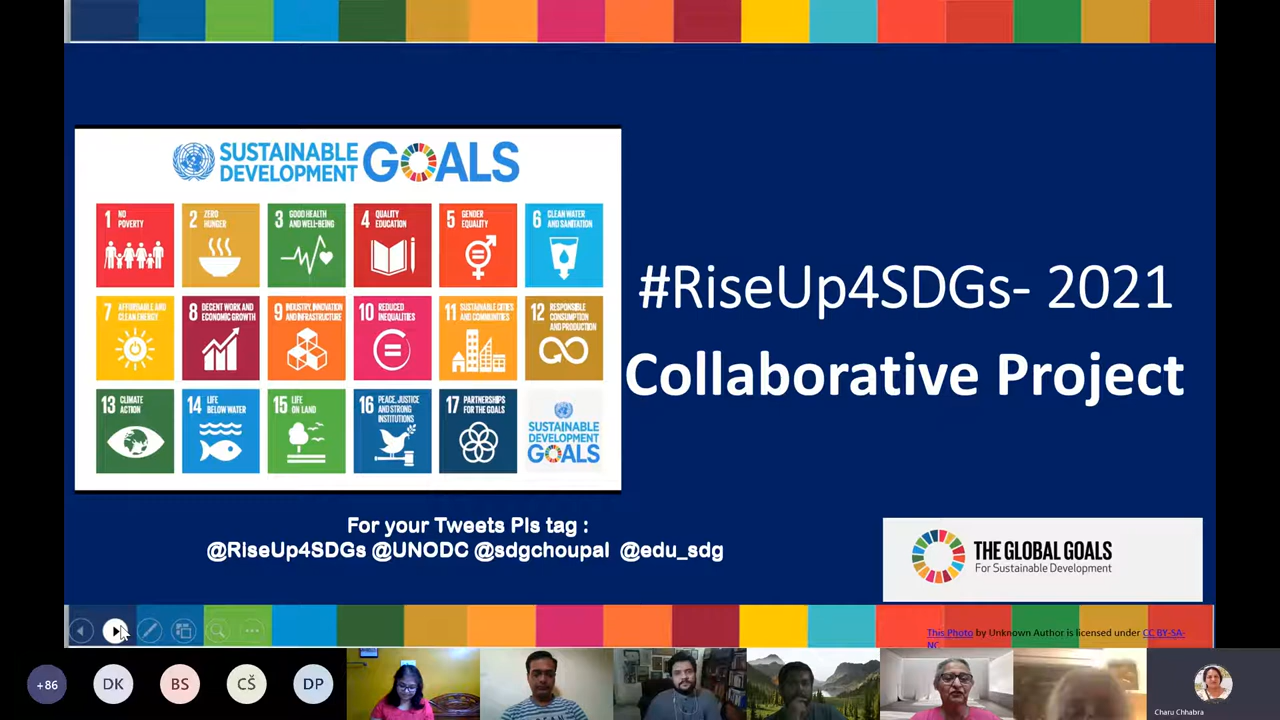 SUSTAINABLE
DEVELOPMENT
GOALS
1 NO
POVERTY
2 ZERO
HUNGER
3 GOOD HEALTH
AND WELL-BEING
4 QUALITY
EDUCATION
5 GENDER
EQUALITY
6 CLEAN WATER
AND SANITATION
7 AFFORDABLE AND
CLEAN ENERGY
8 DECENT WORK AND
ECONOMIC GROWTH
9 INDUSTRY, INNOVATION
AND INFRASTRUCTURE
10 REDUCED
INEQUALITIES
11 SUSTAINABLE CITIES
AND COMMUNITIES
12 RESPONSIBLE
CONSUMPTION
AND PRODUCTION
13 CLIMATE
ACTION
14 LIFE
BELOW WATER
15 LIFE
ON LAND
16 PEACE, JUSTICE
AND STRONG
INSTITUTIONS
17 PARTNERSHIPS
FOR THE GOALS
SUSTAINABLE
DEVELOPMENT
GOALS
#RiseUp4SDGs- 2021
Collaborative Project
For your Tweets Pls tag :
@RiseUp4SDGs @UNODC @sdgchoupal @edu_sdg
THE GLOBAL GOALS
For Sustainable Development
This Photo by Unknown Author is licensed under CC BY-SA-
NC
+86
DK
BS
CŠ
DP
Charu Chhabra